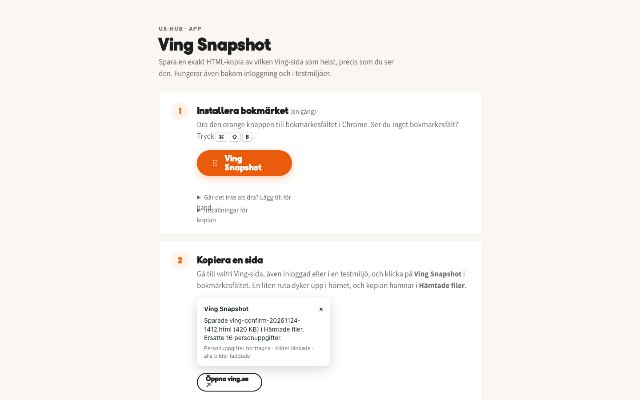 UX-HUB · APP
Ving Snapshot
Spara en exakt HTML-kopia av vilken Ving-sida som helst, precis som du ser
den. Fungerar även bakom inloggning och i testmiljöer.
1
Installera bokmärket (en gång)
Dra den orange knappen till bokmärkesfältet i Chrome. Ser du inget bokmärkesfält?
Tryck ⌘ ⇧ B
Ving
Snapshot
Går det inte att dra? Lägg till för
hand
Inställningar för
kopian
2
Kopiera en sida
Gå till valfri Ving-sida, även inloggad eller i en testmiljö, och klicka på Ving Snapshot i
bokmärkesfältet. En liten ruta dyker upp i hörnet, och kopian hamnar i Hämtade filer.
Ving Snapshot ×
Sparade ving-confirm-20261124-
1412.html (420 KB) i Hämtade filer.
Ersatte 16 personuppgifter.
Personuppgifter borttagna · bilder länkade ·
alla bilder laddade
Öppna ving.se
↗